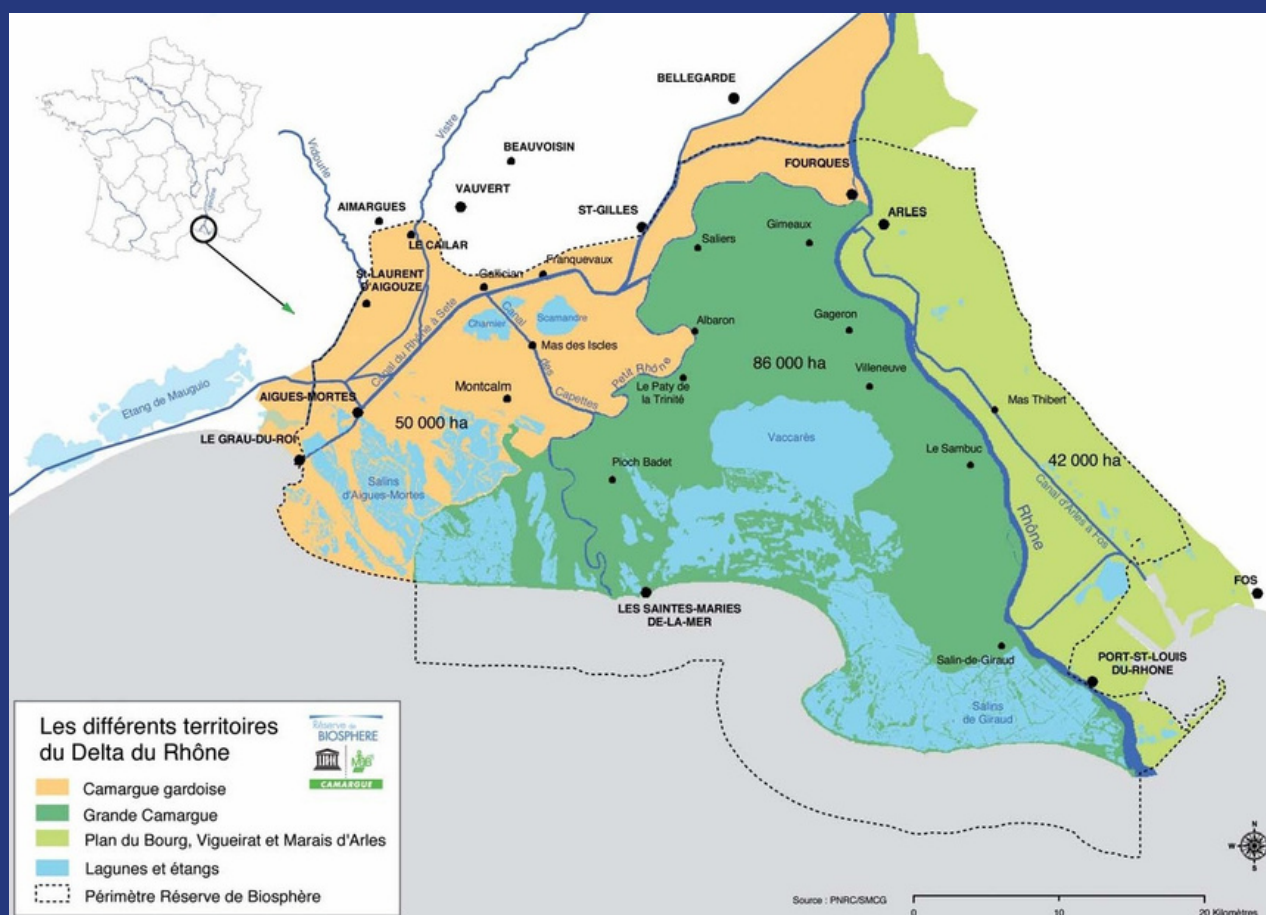 BELLEGARDE
Vistre
Vidourle
BEAUVOISIN
FOURQUES
VAUVERT
AIMARGUES
ST-GILLES
ARLES
Gimeaux
LE CAILAR
Saliers
Franquevaux
Gallician
St-LAURENT
D'AIGOUZE
Charnier
Scamandre
Canal
des
Capettes
Albaron
Gageron
Canal du Rhône à Sète
Mas des Iscles
86 000 ha
Petit Rhône
Villeneuve
Etang de Mauguio
Le Paty de
la Trinité
Montcalm
AIGUES-MORTES
Mas Thibert
50 000 ha
LE GRAU-DU-ROI
Vaccarès
Le Sambuc
42 000 ha
Pioch Badet
Salins
d'Aigues-Mortes
Canal d'Arles à Fos
Rhône
FOS
LES SAINTES-MARIES
DE-LA-MER
Salin-de-Giraud
PORT-ST-LOUIS
DU-RHONE
Salins
de Giraud
Les différents territoires
du Delta du Rhône
Réserve de
BIOSPHERE
MAB
CAMARGUE
Camargue gardoise
Grande Camargue
Plan du Bourg, Vigueirat et Marais d'Arles
Lagunes et étangs
Périmètre Réserve de Biosphère
N
W E
S
Source : PNRC/SMCG
0 10 20 Kilomètres